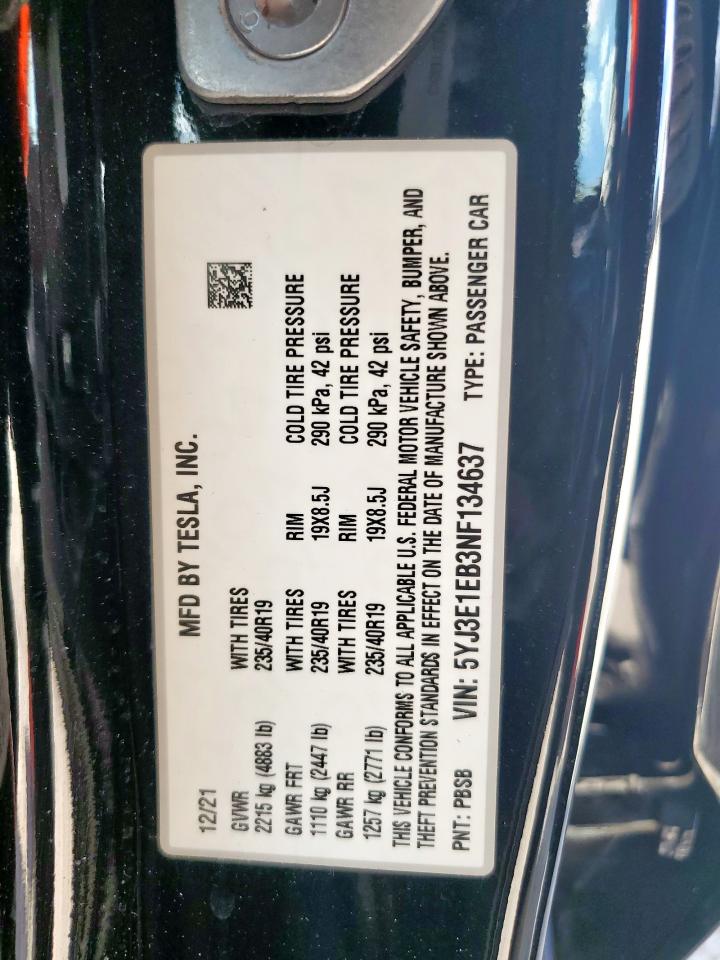 MFD BY TESLA, INC.
12/21
GVWR WITH TIRES
2215 kg (4883 lb) 235/40R19
GAWR FRT WITH TIRES RIM COLD TIRE PRESSURE
1110 kg (2447 lb) 235/40R19 19X8.5J 290 kPa, 42 psi
GAWR RR WITH TIRES RIM COLD TIRE PRESSURE
1257 kg (2771 lb) 235/40R19 19X8.5J 290 kPa, 42 psi
THIS VEHICLE CONFORMS TO ALL APPLICABLE U.S. FEDERAL MOTOR VEHICLE SAFETY, BUMPER, AND
THEFT PREVENTION STANDARDS IN EFFECT ON THE DATE OF MANUFACTURE SHOWN ABOVE.
PNT: PBSB VIN: 5YJ3E1EB3NF134637 TYPE: PASSENGER CAR